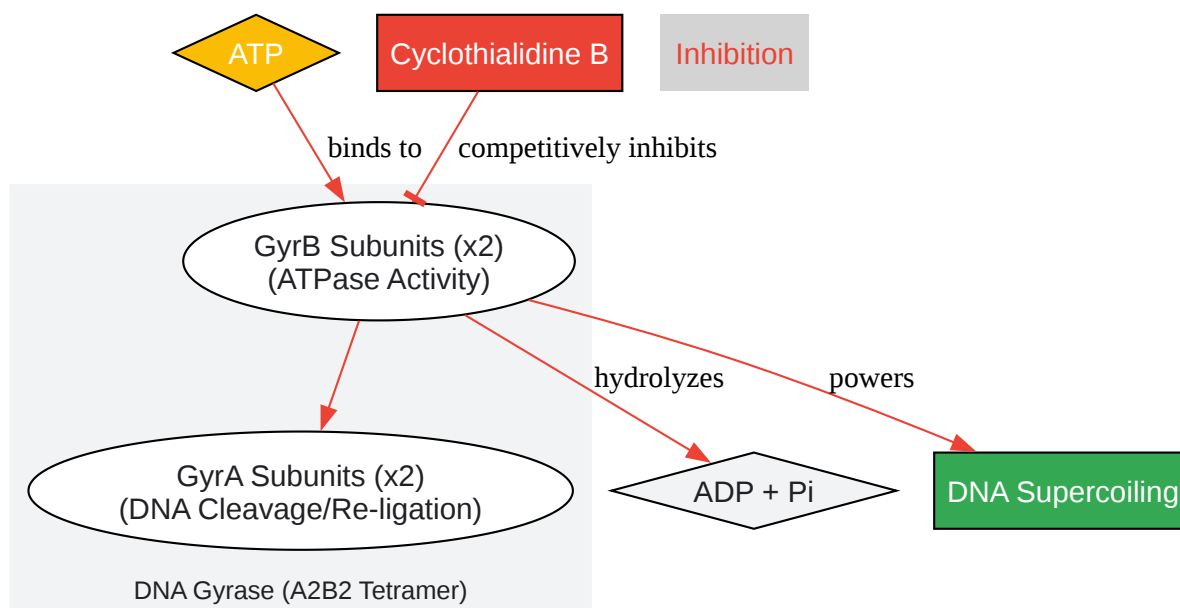 ATP
Cyclothialidine B
Inhibition
binds to
competitively inhibits
GyrB Subunits (x2)
(ATPase Activity)
hydrolyzes
powers
GyrA Subunits (x2)
(DNA Cleavage/Re-ligation)
ADP + Pi
DNA Supercoiling
DNA Gyrase (A2B2 Tetramer)